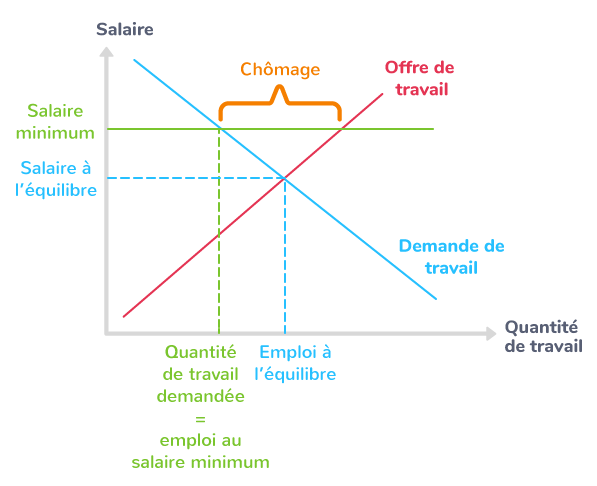 Salaire
Chômage
Offre de
travail
Salaire
minimum
Salaire à
l’équilibre
Demande de
travail
Quantité
de travail
Quantité
de travail
demandée
=
emploi au
salaire minimum
Emploi à
l’équilibre